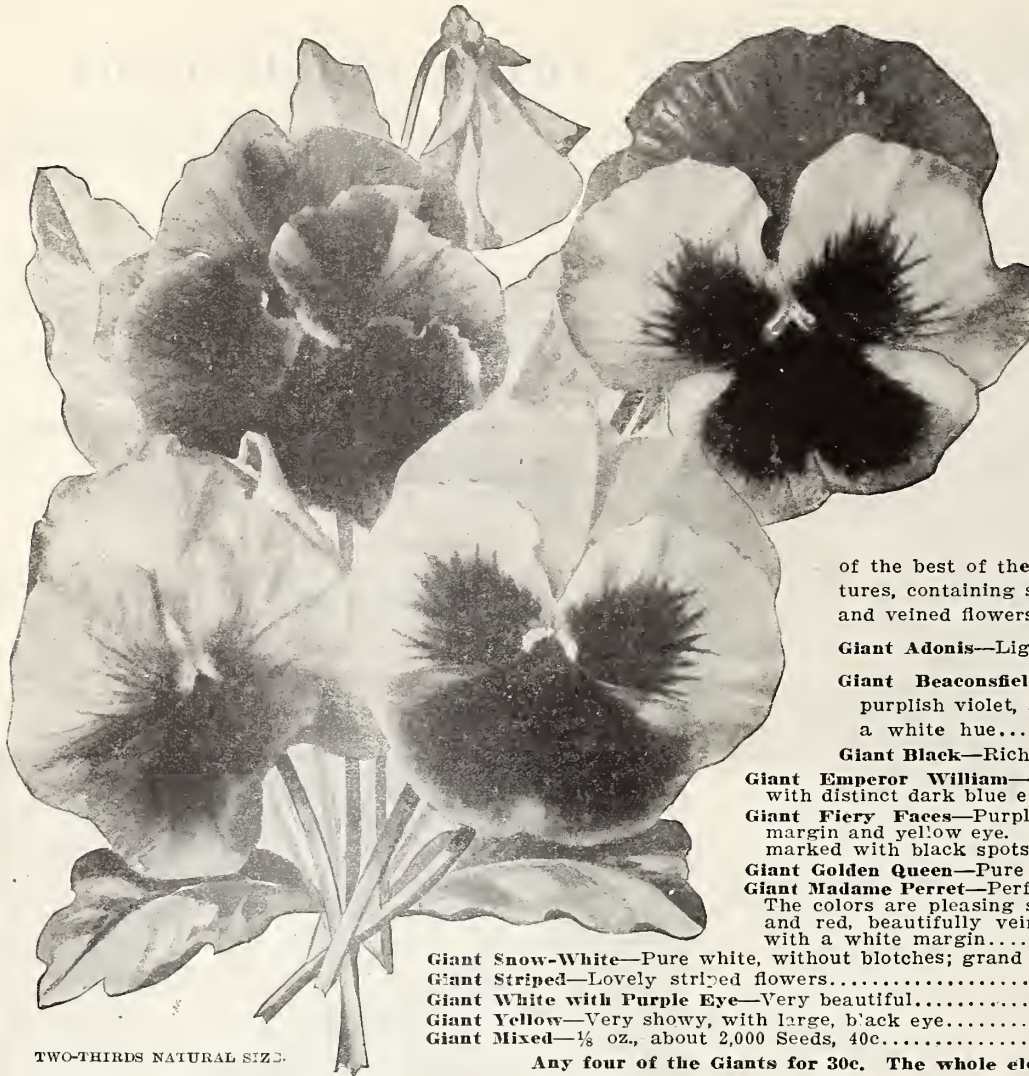 of the best of the
tures, containing s
and veined flowers
Giant Adonis—Lig
Giant Beaconsfiel
purplish violet,
a white hue...
Giant Black—Rich
Giant Emperor William—
with distinct dark blue e
Giant Fiery Faces—Purpl
margin and yellow eye.
marked with black spots
Giant Golden Queen—Pure
Giant Madame Perret—Perf
The colors are pleasing s
and red, beautifully vei
with a white margin....
Giant Snow-White—Pure white, without blotches; grand
Giant Striped—Lovely striped flowers....................
Giant White with Purple Eye—Very beautiful..........
Giant Yellow—Very showy, with large, black eye........
Giant Mixed—⅛ oz., about 2,000 Seeds, 40c..............
TWO-THIRDS NATURAL SIZE.
Any four of the Giants for 30c. The whole ele